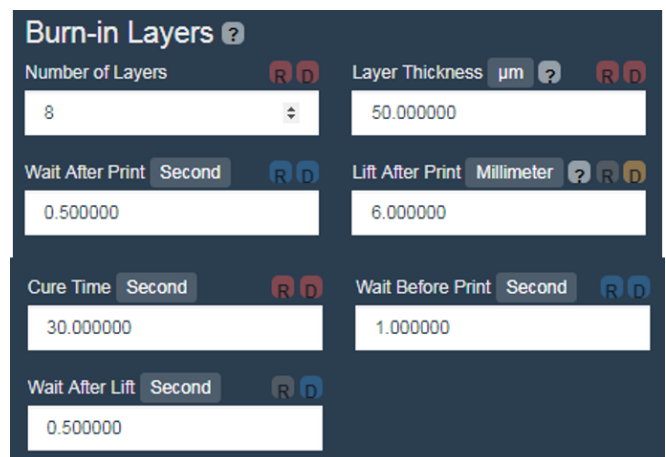 Burn-in Layers ?
Number of Layers R D Layer Thickness µm ? R D
8 50.000000
Wait After Print Second R D Lift After Print Millimeter ? R D
0.500000 6.000000
Cure Time Second R D Wait Before Print Second R D
30.000000 1.000000
Wait After Lift Second R D
0.500000